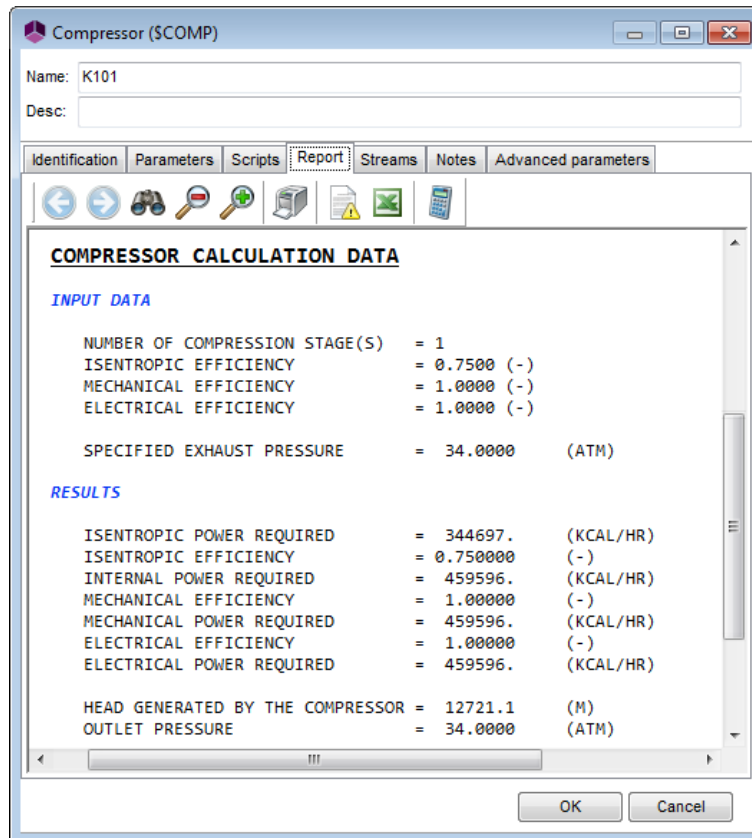 Compressor ($COMP)
Name: K101
Desc:
Identification Parameters Scripts Report Streams Notes Advanced parameters
COMPRESSOR CALCULATION DATA
INPUT DATA
NUMBER OF COMPRESSION STAGE(S) = 1
ISENTROPIC EFFICIENCY = 0.7500 (-)
MECHANICAL EFFICIENCY = 1.0000 (-)
ELECTRICAL EFFICIENCY = 1.0000 (-)
SPECIFIED EXHAUST PRESSURE = 34.0000 (ATM)
RESULTS
ISENTROPIC POWER REQUIRED = 344697. (KCAL/HR)
ISENTROPIC EFFICIENCY = 0.750000 (-)
INTERNAL POWER REQUIRED = 459596. (KCAL/HR)
MECHANICAL EFFICIENCY = 1.00000 (-)
MECHANICAL POWER REQUIRED = 459596. (KCAL/HR)
ELECTRICAL EFFICIENCY = 1.00000 (-)
ELECTRICAL POWER REQUIRED = 459596. (KCAL/HR)
HEAD GENERATED BY THE COMPRESSOR = 12721.1 (M)
OUTLET PRESSURE = 34.0000 (ATM)
OK Cancel